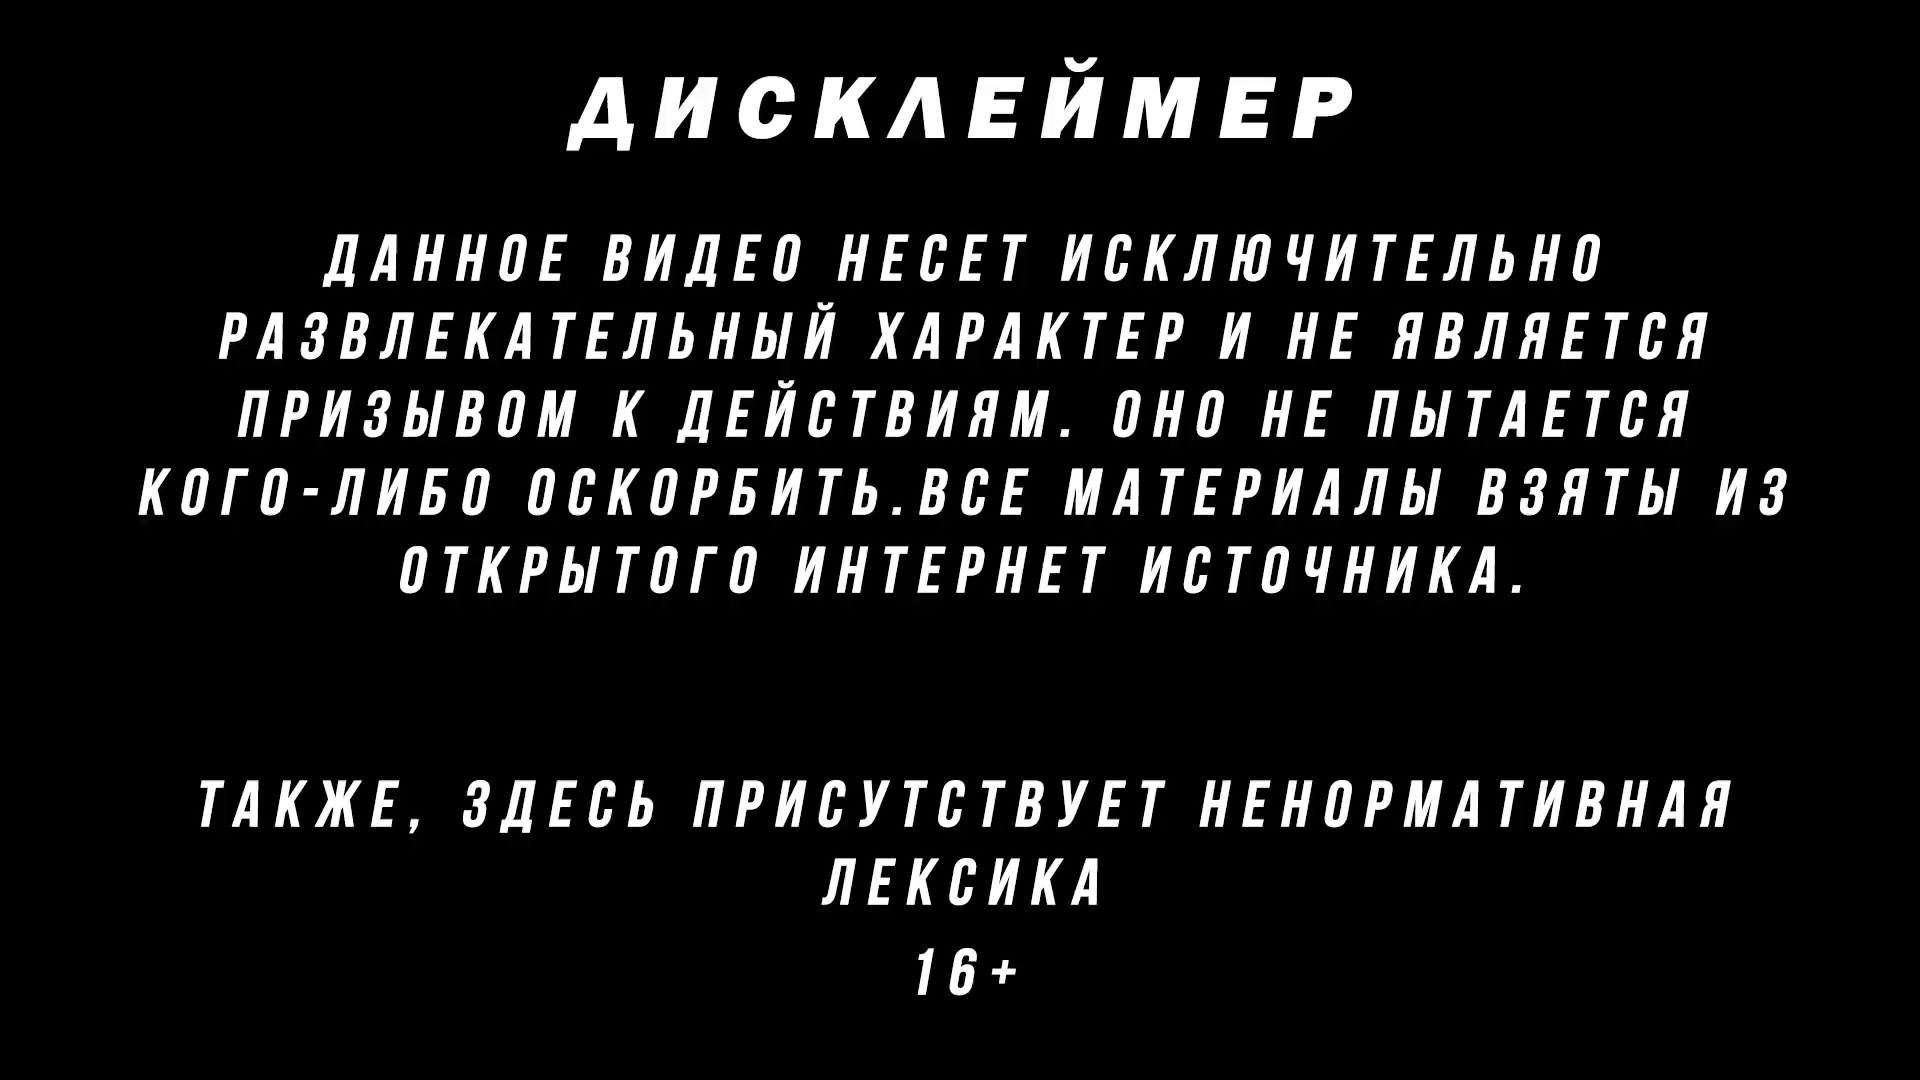 ДИСКЛЕЙМЕР
ДАННОЕ ВИДЕО НЕСЕТ ИСКЛЮЧИТЕЛЬНО
РАЗВЛЕКАТЕЛЬНЫЙ ХАРАКТЕР И НЕ ЯВЛЯЕТСЯ
ПРИЗЫВОМ К ДЕЙСТВИЯМ. ОНО НЕ ПЫТАЕТСЯ
КОГО-ЛИБО ОСКОРБИТЬ.ВСЕ МАТЕРИАЛЫ ВЗЯТЫ ИЗ
ОТКРЫТОГО ИНТЕРНЕТ ИСТОЧНИКА.
ТАКЖЕ, ЗДЕСЬ ПРИСУТСТВУЕТ НЕНОРМАТИВНАЯ
ЛЕКСИКА
16+